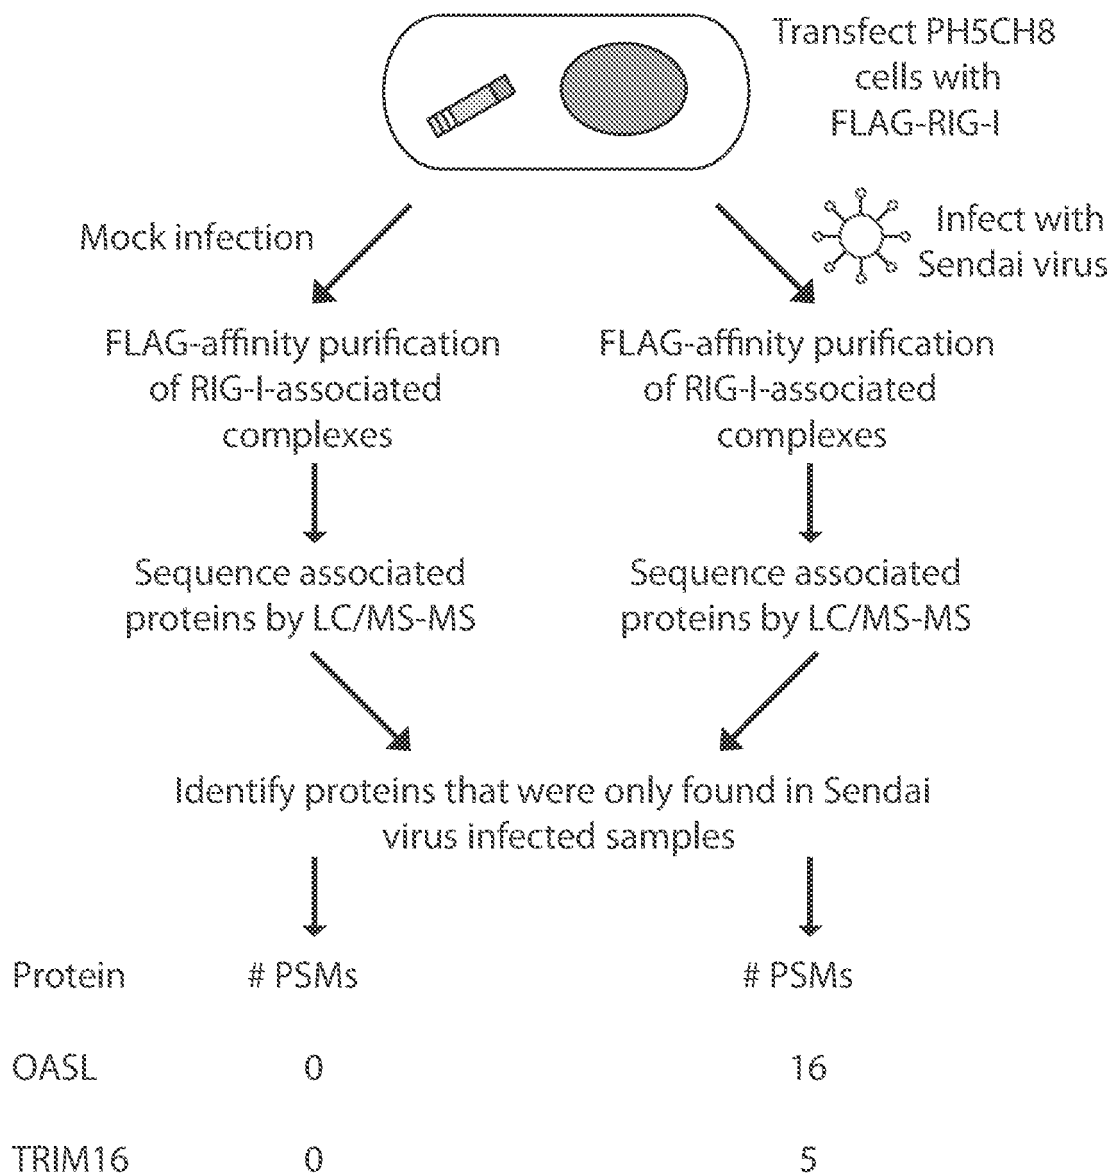 Transfect PH5CH8
cells with
FLAG-RIG-I
Mock infection
Infect with
Sendai virus
FLAG-affinity purification
of RIG-I-associated
complexes
FLAG-affinity purification
of RIG-I-associated
complexes
Sequence associated
proteins by LC/MS-MS
Sequence associated
proteins by LC/MS-MS
Identify proteins that were only found in Sendai
virus infected samples
Protein # PSMs # PSMs
OASL 0 16
TRIM16 0 5